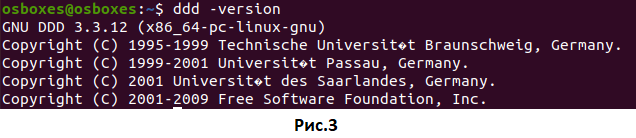 osboxes@osboxes:~$ ddd -version
GNU DDD 3.3.12 (x86_64-pc-linux-gnu)
Copyright (C) 1995-1999 Technische Universit�t Braunschweig, Germany.
Copyright (C) 1999-2001 Universit�t Passau, Germany.
Copyright (C) 2001 Universit�t des Saarlandes, Germany.
Copyright (C) 2001-2009 Free Software Foundation, Inc.
Рис.3